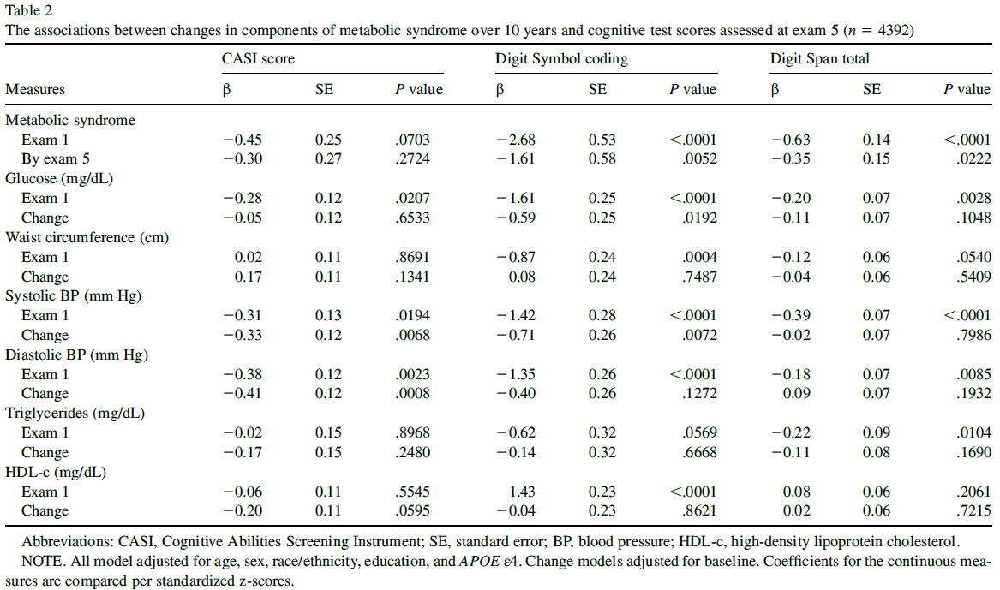 Table 2
The associations between changes in components of metabolic syndrome over 10 years and cognitive test scores assessed at exam 5 (n = 4392)
CASI score Digit Symbol coding Digit Span total
Measures β SE P value β SE P value β SE P value
Metabolic syndrome
Exam 1 −0.45 0.25 .0703 −2.68 0.53 <.0001 −0.63 0.14 <.0001
By exam 5 −0.30 0.27 .2724 −1.61 0.58 .0052 −0.35 0.15 .0222
Glucose (mg/dL)
Exam 1 −0.28 0.12 .0207 −1.61 0.25 <.0001 −0.20 0.07 .0028
Change −0.05 0.12 .6533 −0.59 0.25 .0192 −0.11 0.07 .1048
Waist circumference (cm)
Exam 1 0.02 0.11 .8691 −0.87 0.24 .0004 −0.12 0.06 .0540
Change 0.17 0.11 .1341 0.08 0.24 .7487 −0.04 0.06 .5409
Systolic BP (mm Hg)
Exam 1 −0.31 0.13 .0194 −1.42 0.28 <.0001 −0.39 0.07 <.0001
Change −0.33 0.12 .0068 −0.71 0.26 .0072 −0.02 0.07 .7986
Diastolic BP (mm Hg)
Exam 1 −0.38 0.12 .0023 −1.35 0.26 <.0001 −0.18 0.07 .0085
Change −0.41 0.12 .0008 −0.40 0.26 .1272 0.09 0.07 .1932
Triglycerides (mg/dL)
Exam 1 −0.02 0.15 .8968 −0.62 0.32 .0569 −0.22 0.09 .0104
Change −0.17 0.15 .2480 −0.14 0.32 .6668 −0.11 0.08 .1690
HDL-c (mg/dL)
Exam 1 −0.06 0.11 .5545 1.43 0.23 <.0001 0.08 0.06 .2061
Change −0.20 0.11 .0595 −0.04 0.23 .8621 0.02 0.06 .7215
Abbreviations: CASI, Cognitive Abilities Screening Instrument; SE, standard error; BP, blood pressure; HDL-c, high-density lipoprotein cholesterol.
NOTE. All model adjusted for age, sex, race/ethnicity, education, and APOE ε4. Change models adjusted for baseline. Coefficients for the continuous mea-
sures are compared per standardized z-scores.